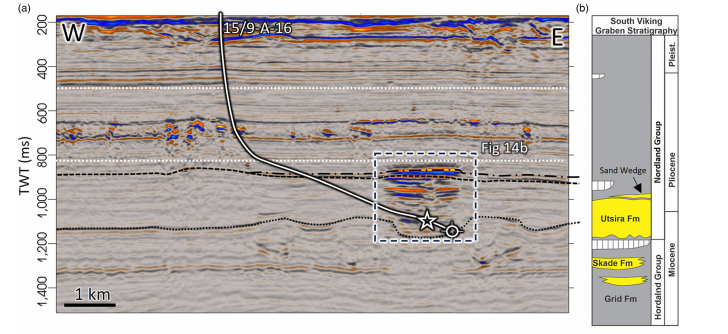 (a)
W
15/9-A-16
E
TWT (ms)
200
400
600
800
1,000
1,200
1,400
Fig 14b
1 km
(b)
South Viking
Graben Stratigraphy
Pleist.
Nordland Group
Pliocene
Sand Wedge
Utsira Fm
Miocene
Hordalnd Group
Skade Fm
Grid Fm